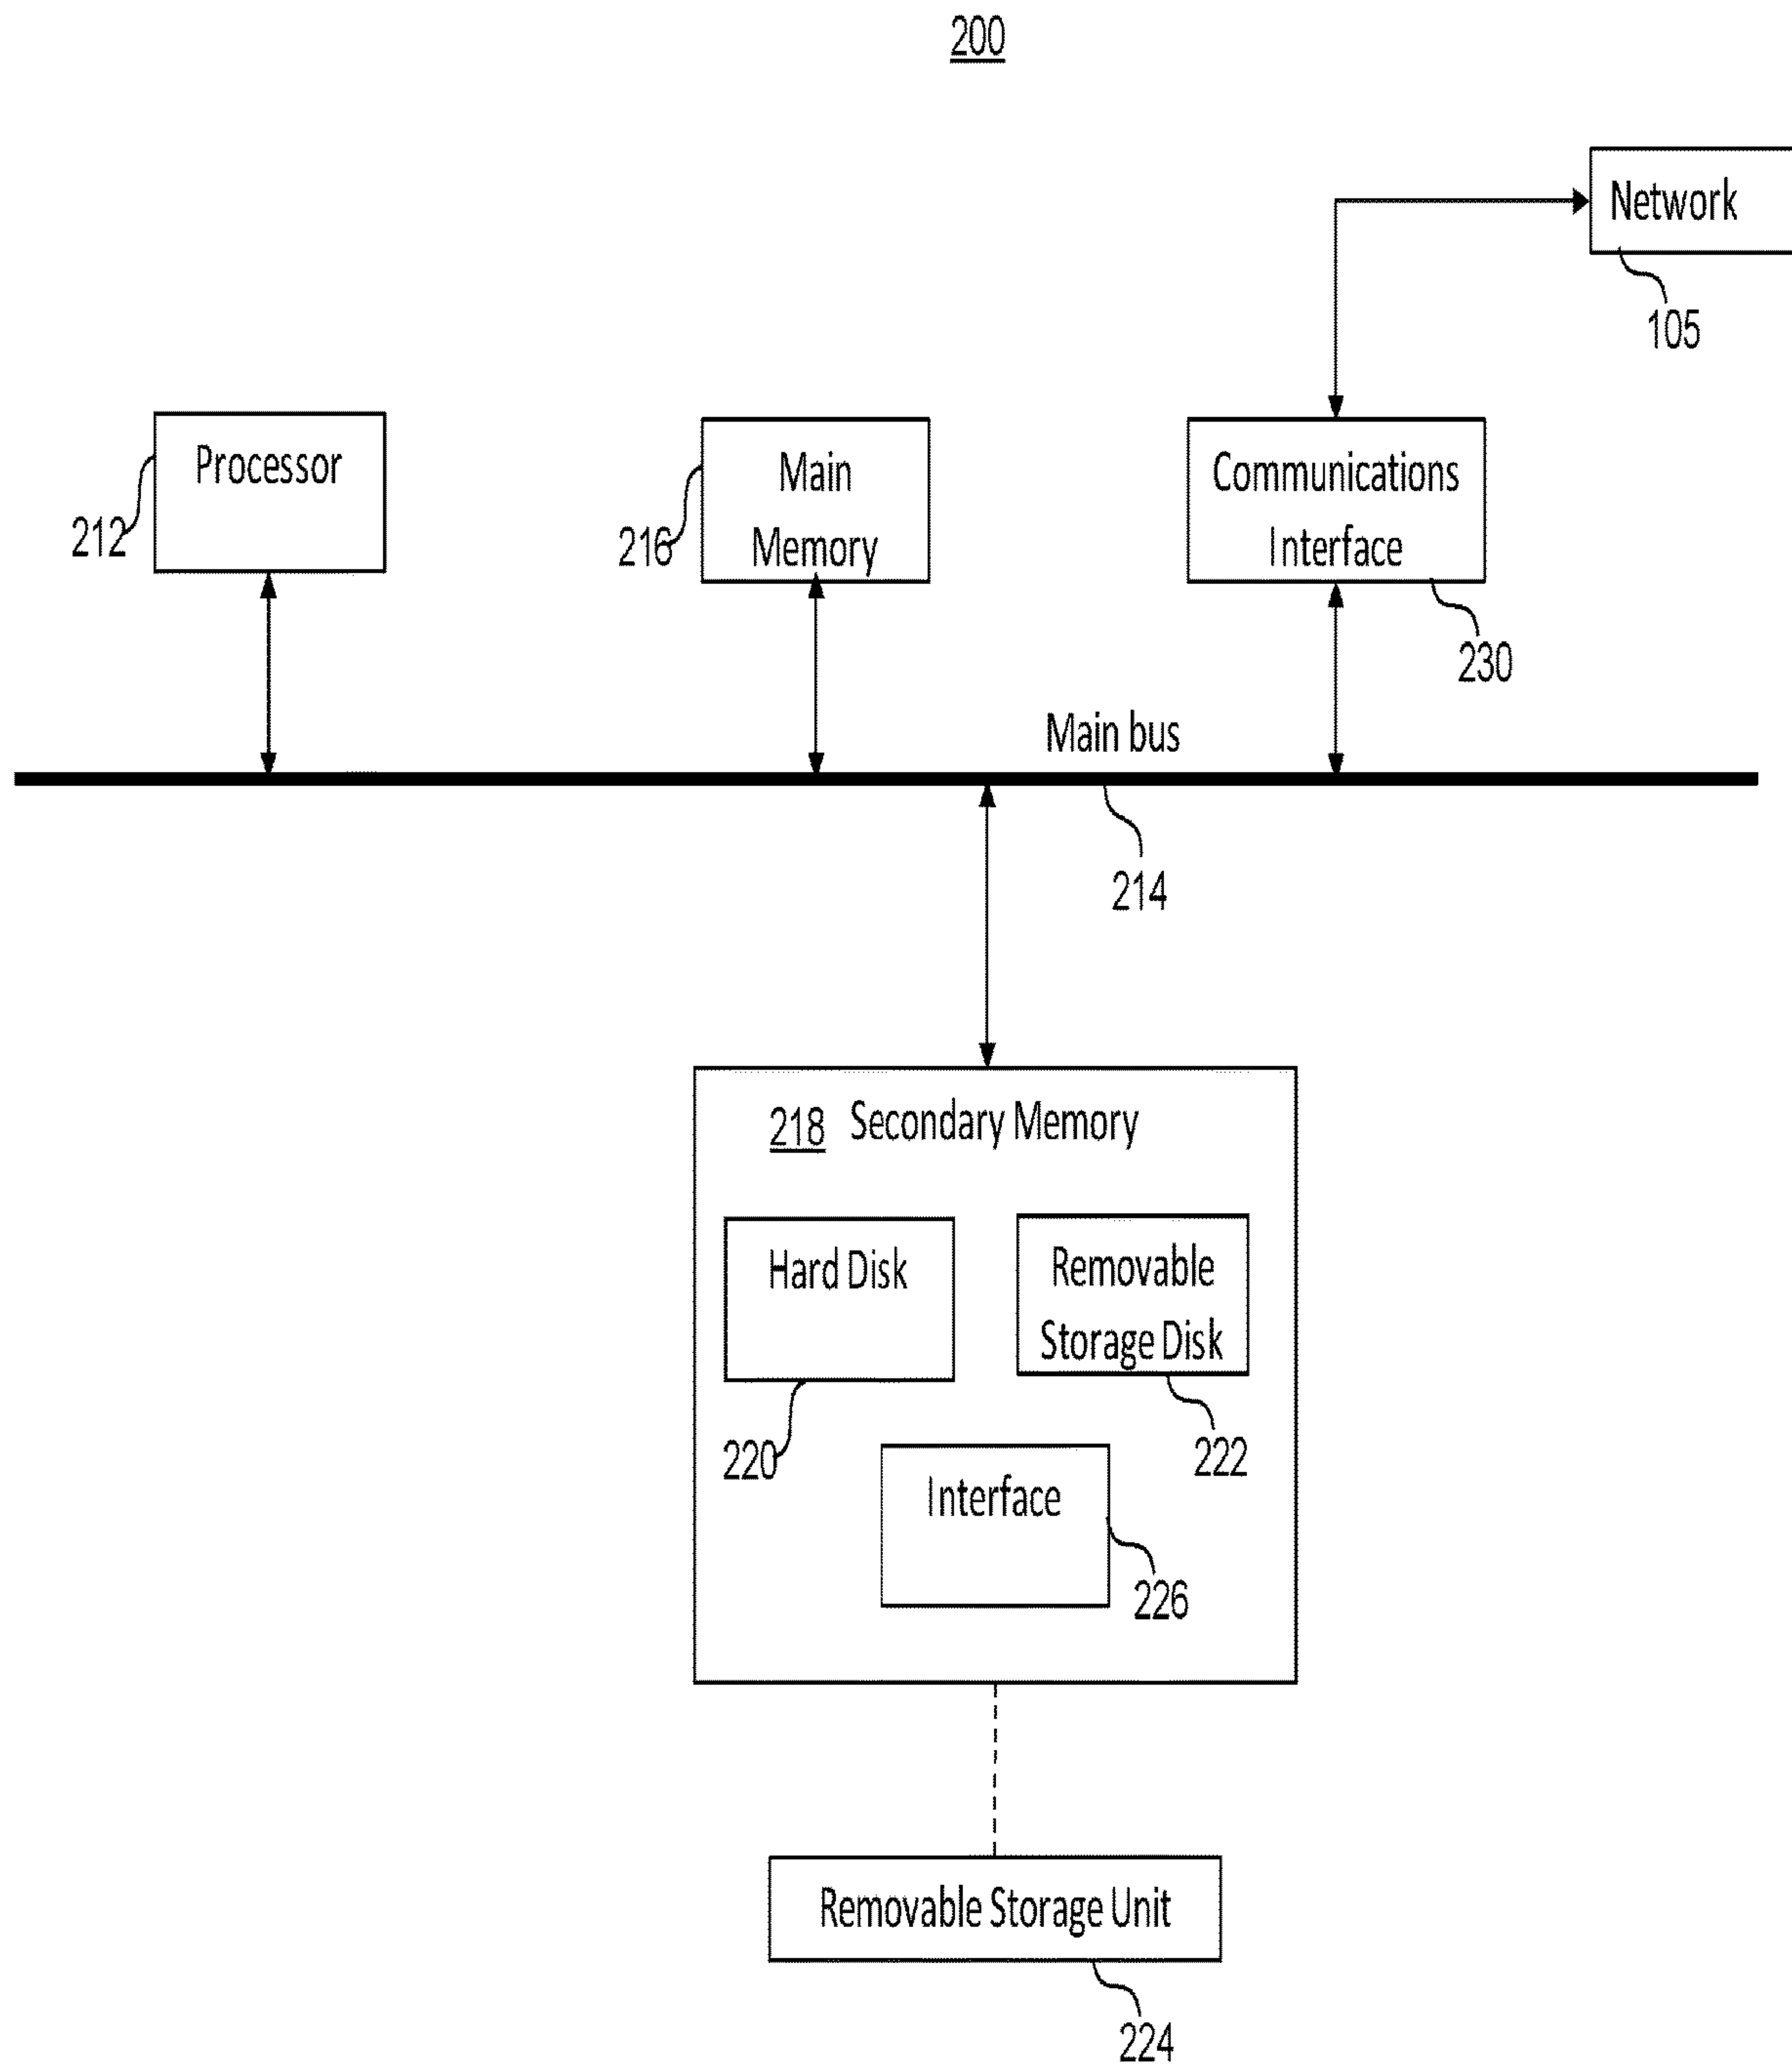 200
Network
105
Processor
212
Main
Memory
216
Communications
Interface
230
Main bus
214
218 Secondary Memory
Hard Disk
220
Removable
Storage Disk
222
Interface
226
Removable Storage Unit
224